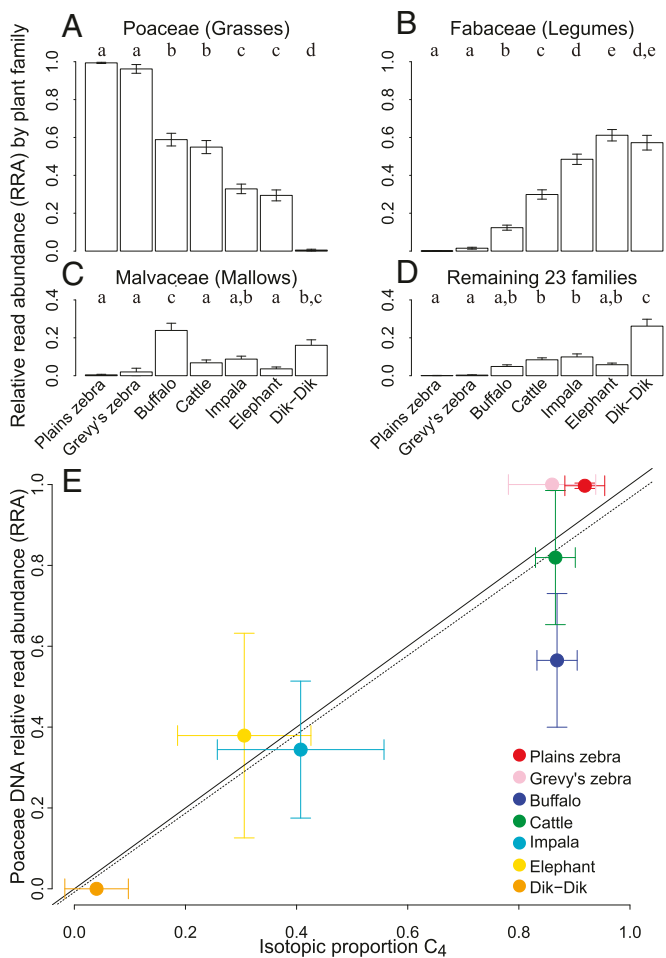 A Poaceae (Grasses)
a a b b c c d
Relative read abundance (RRA) by plant family
1.0
0.8
0.6
0.4
0.2
0.0
B Fabaceae (Legumes)
a a b c d e d,e
1.0
0.8
0.6
0.4
0.2
0.0
C Malvaceae (Mallows)
a a c a a,b a b,c
0.4
0.2
0.0
Plains zebra
Grevy's zebra
Buffalo
Cattle
Impala
Elephant
Dik−Dik
D Remaining 23 families
a a a,b b b a,b c
0.4
0.2
0.0
Plains zebra
Grevy's zebra
Buffalo
Cattle
Impala
Elephant
Dik−Dik
E
Poaceae DNA relative read abundance (RRA)
1.0
0.8
0.6
0.4
0.2
0.0
Plains zebra
Grevy's zebra
Buffalo
Cattle
Impala
Elephant
Dik−Dik
0.0 0.2 0.4 0.6 0.8 1.0
Isotopic proportion C4